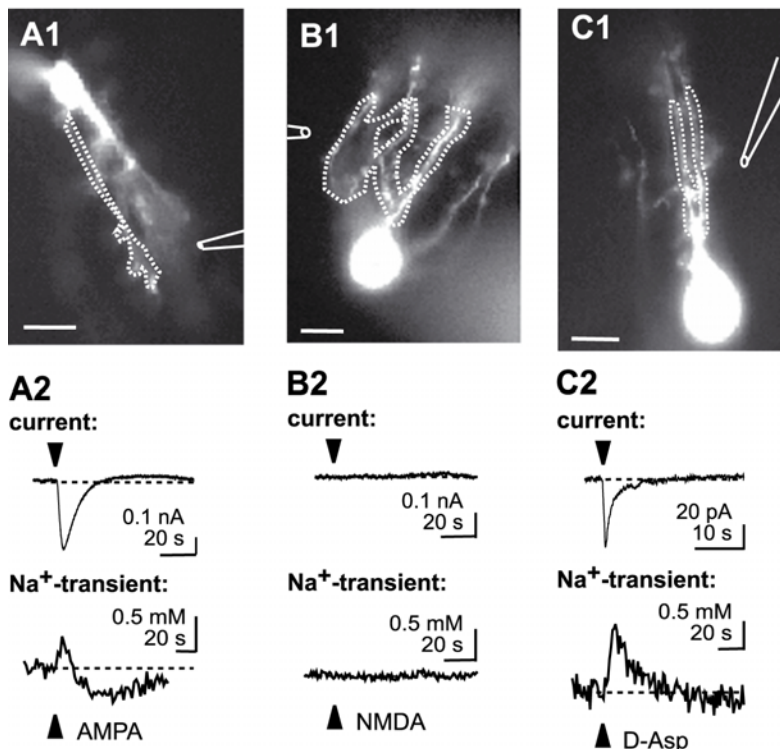 A1
B1
C1
A2
current:
0.1 nA
20 s
Na⁺-transient:
0.5 mM
20 s
AMPA
B2
current:
0.1 nA
20 s
Na⁺-transient:
0.5 mM
20 s
NMDA
C2
current:
20 pA
10 s
Na⁺-transient:
0.5 mM
20 s
D-Asp